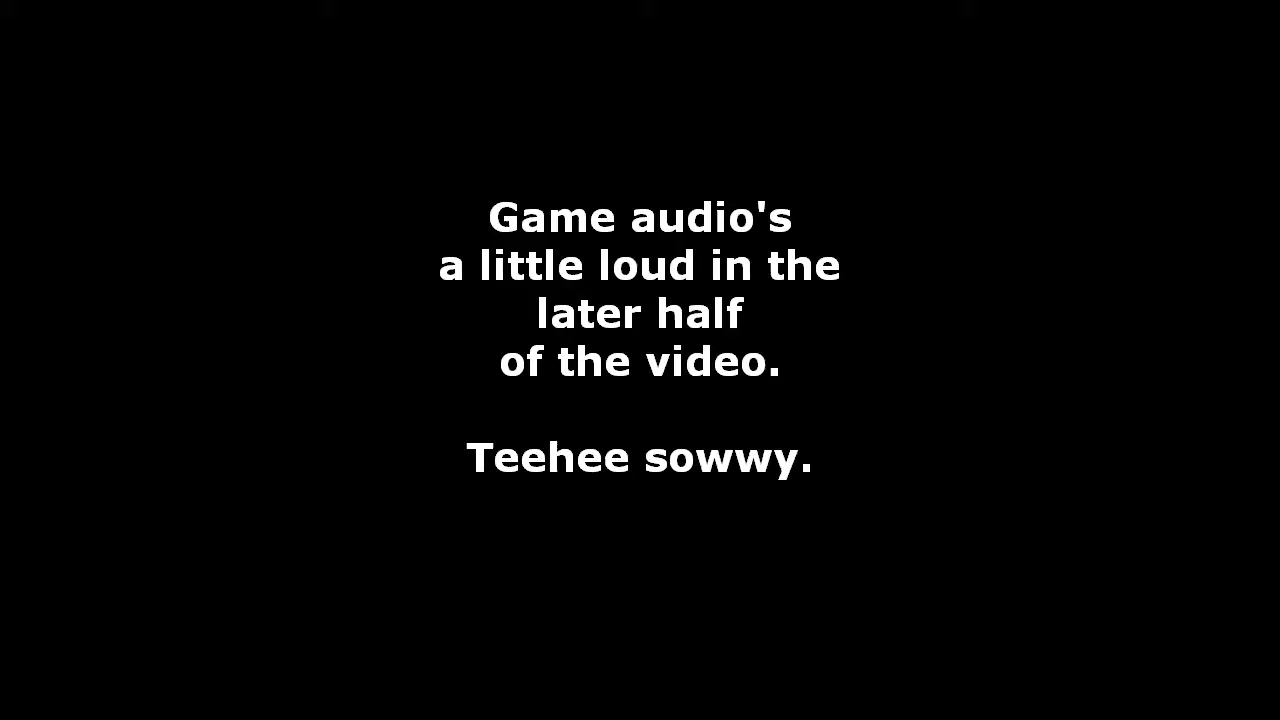 Game audio's
a little loud in the
later half
of the video.
Teehee sowwy.